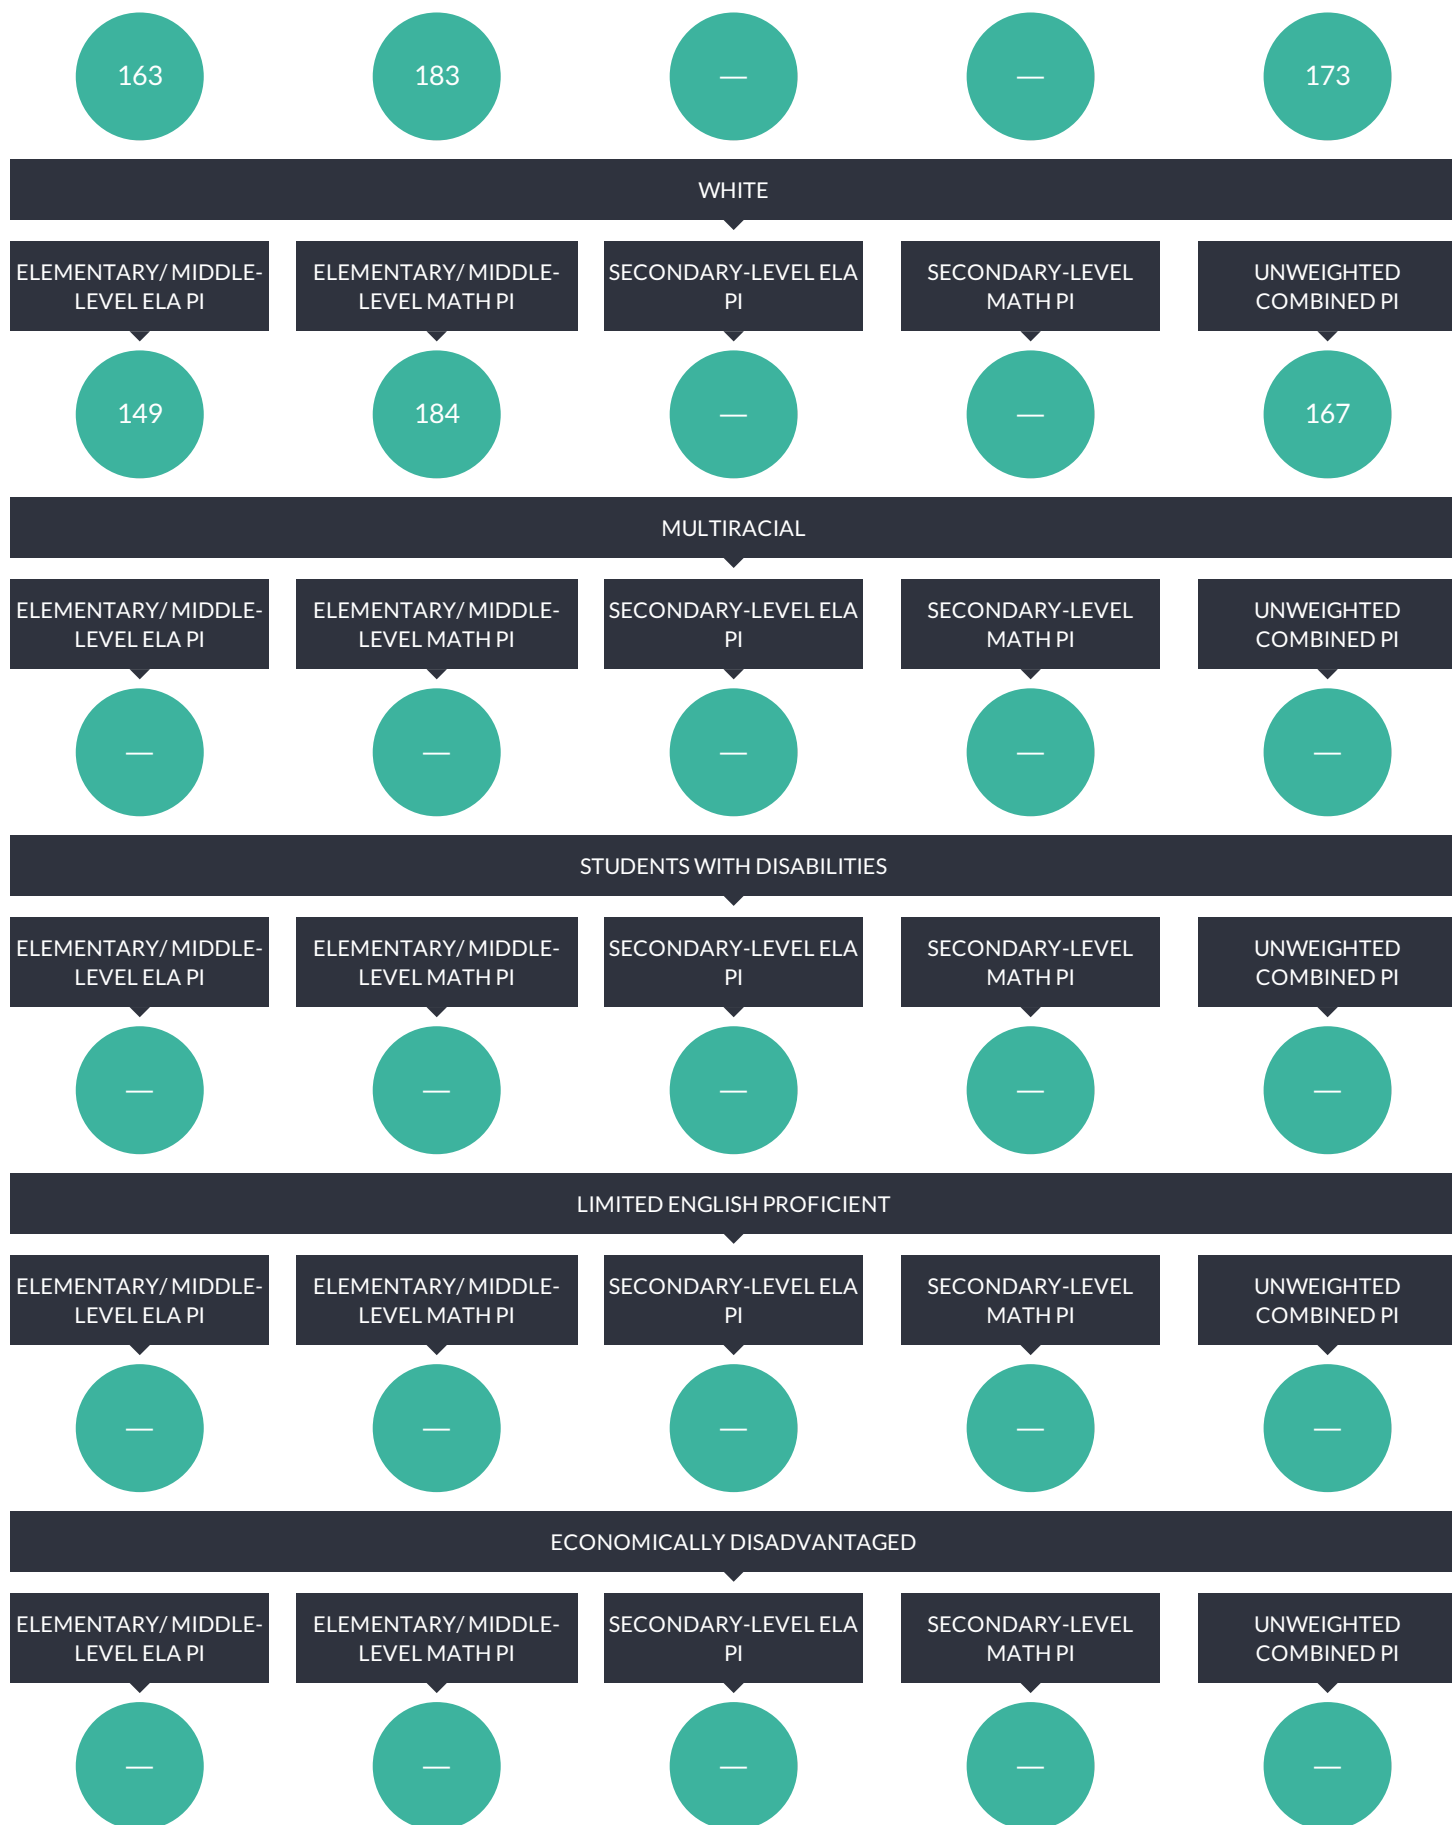 163 183 — — 173
WHITE
ELEMENTARY/ MIDDLE- ELEMENTARY/ MIDDLE- SECONDARY-LEVEL ELA SECONDARY-LEVEL UNWEIGHTED
LEVEL ELA PI LEVEL MATH PI PI MATH PI COMBINED PI
149 184 — — 167
MULTIRACIAL
ELEMENTARY/ MIDDLE- ELEMENTARY/ MIDDLE- SECONDARY-LEVEL ELA SECONDARY-LEVEL UNWEIGHTED
LEVEL ELA PI LEVEL MATH PI PI MATH PI COMBINED PI
— — — — —
STUDENTS WITH DISABILITIES
ELEMENTARY/ MIDDLE- ELEMENTARY/ MIDDLE- SECONDARY-LEVEL ELA SECONDARY-LEVEL UNWEIGHTED
LEVEL ELA PI LEVEL MATH PI PI MATH PI COMBINED PI
— — — — —
LIMITED ENGLISH PROFICIENT
ELEMENTARY/ MIDDLE- ELEMENTARY/ MIDDLE- SECONDARY-LEVEL ELA SECONDARY-LEVEL UNWEIGHTED
LEVEL ELA PI LEVEL MATH PI PI MATH PI COMBINED PI
— — — — —
ECONOMICALLY DISADVANTAGED
ELEMENTARY/ MIDDLE- ELEMENTARY/ MIDDLE- SECONDARY-LEVEL ELA SECONDARY-LEVEL UNWEIGHTED
LEVEL ELA PI LEVEL MATH PI PI MATH PI COMBINED PI
— — — — —